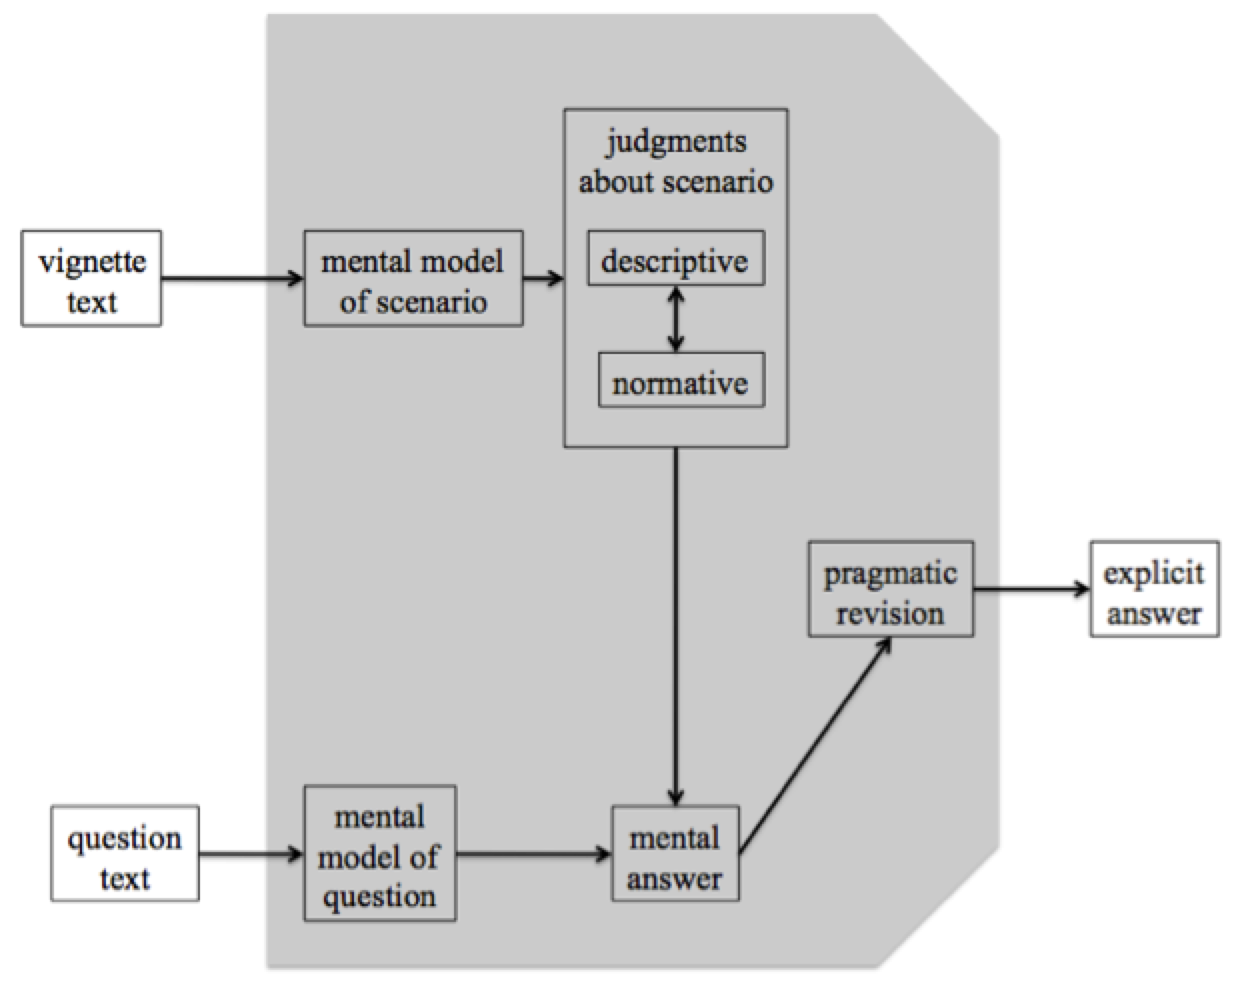 judgments
about scenario
vignette
text
mental model
of scenario
descriptive
normative
pragmatic
revision
explicit
answer
question
text
mental
model of
question
mental
answer